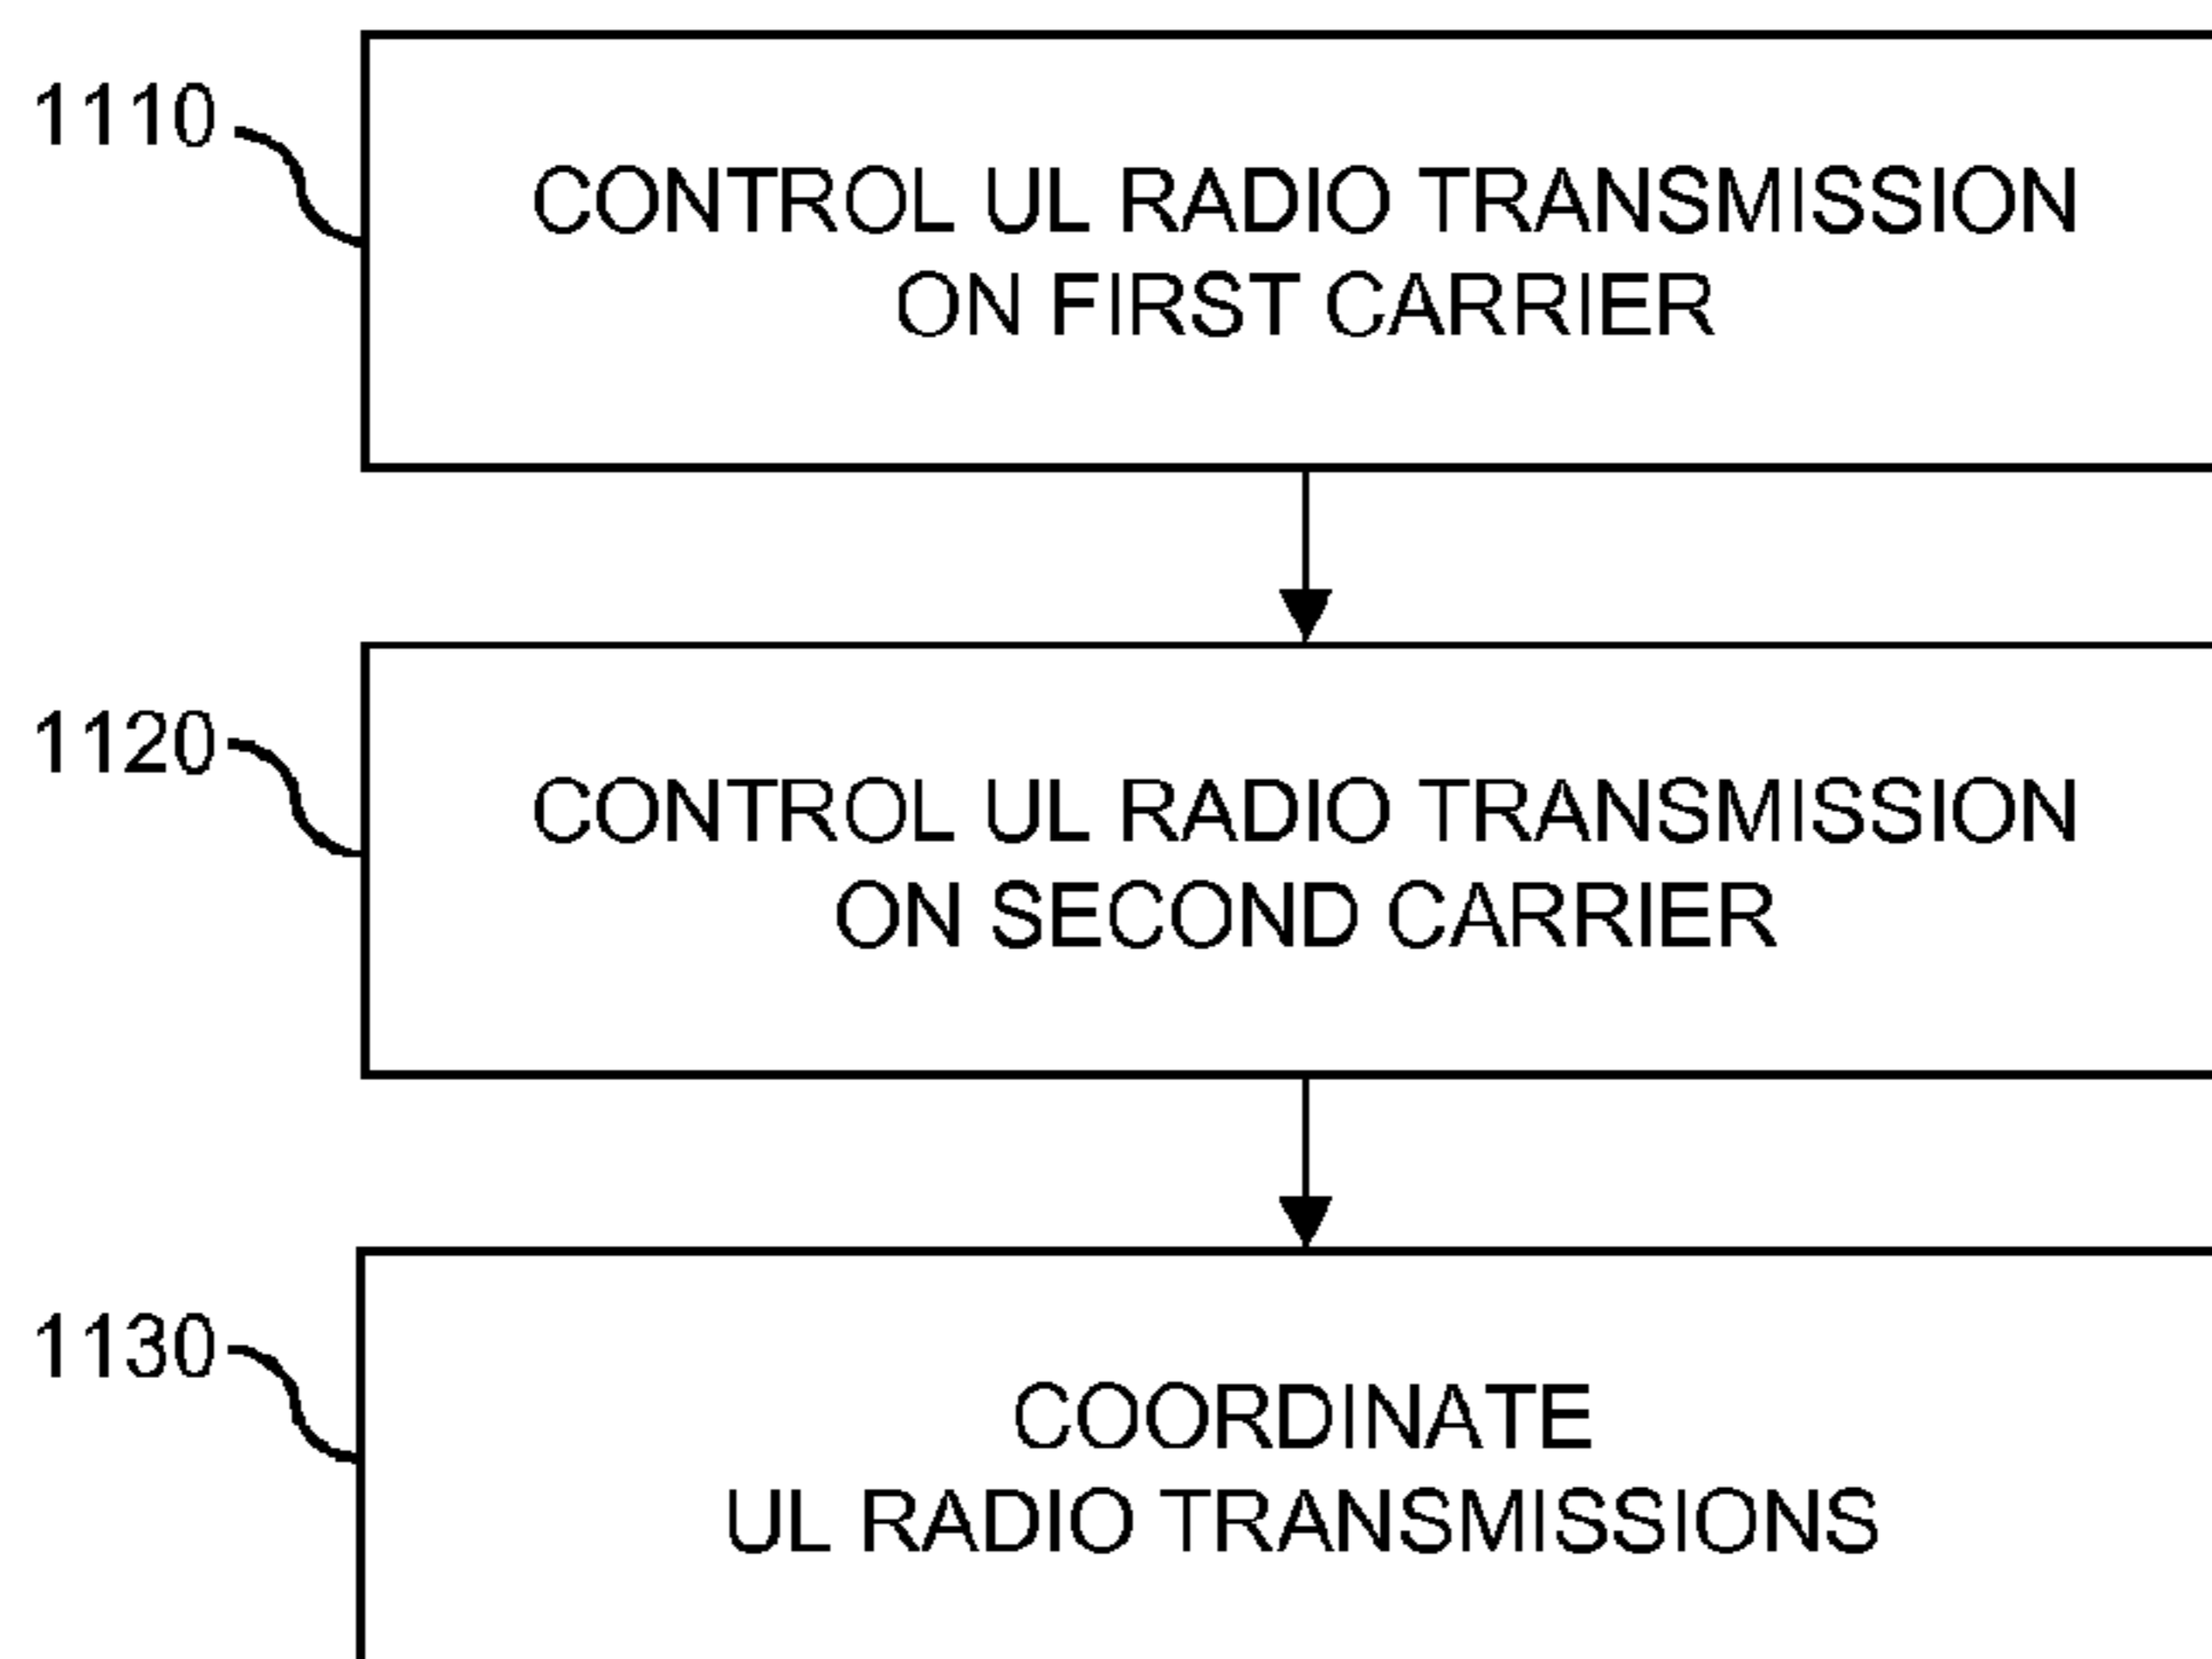 1110
CONTROL UL RADIO TRANSMISSION
ON FIRST CARRIER
1120
CONTROL UL RADIO TRANSMISSION
ON SECOND CARRIER
1130
COORDINATE
UL RADIO TRANSMISSIONS